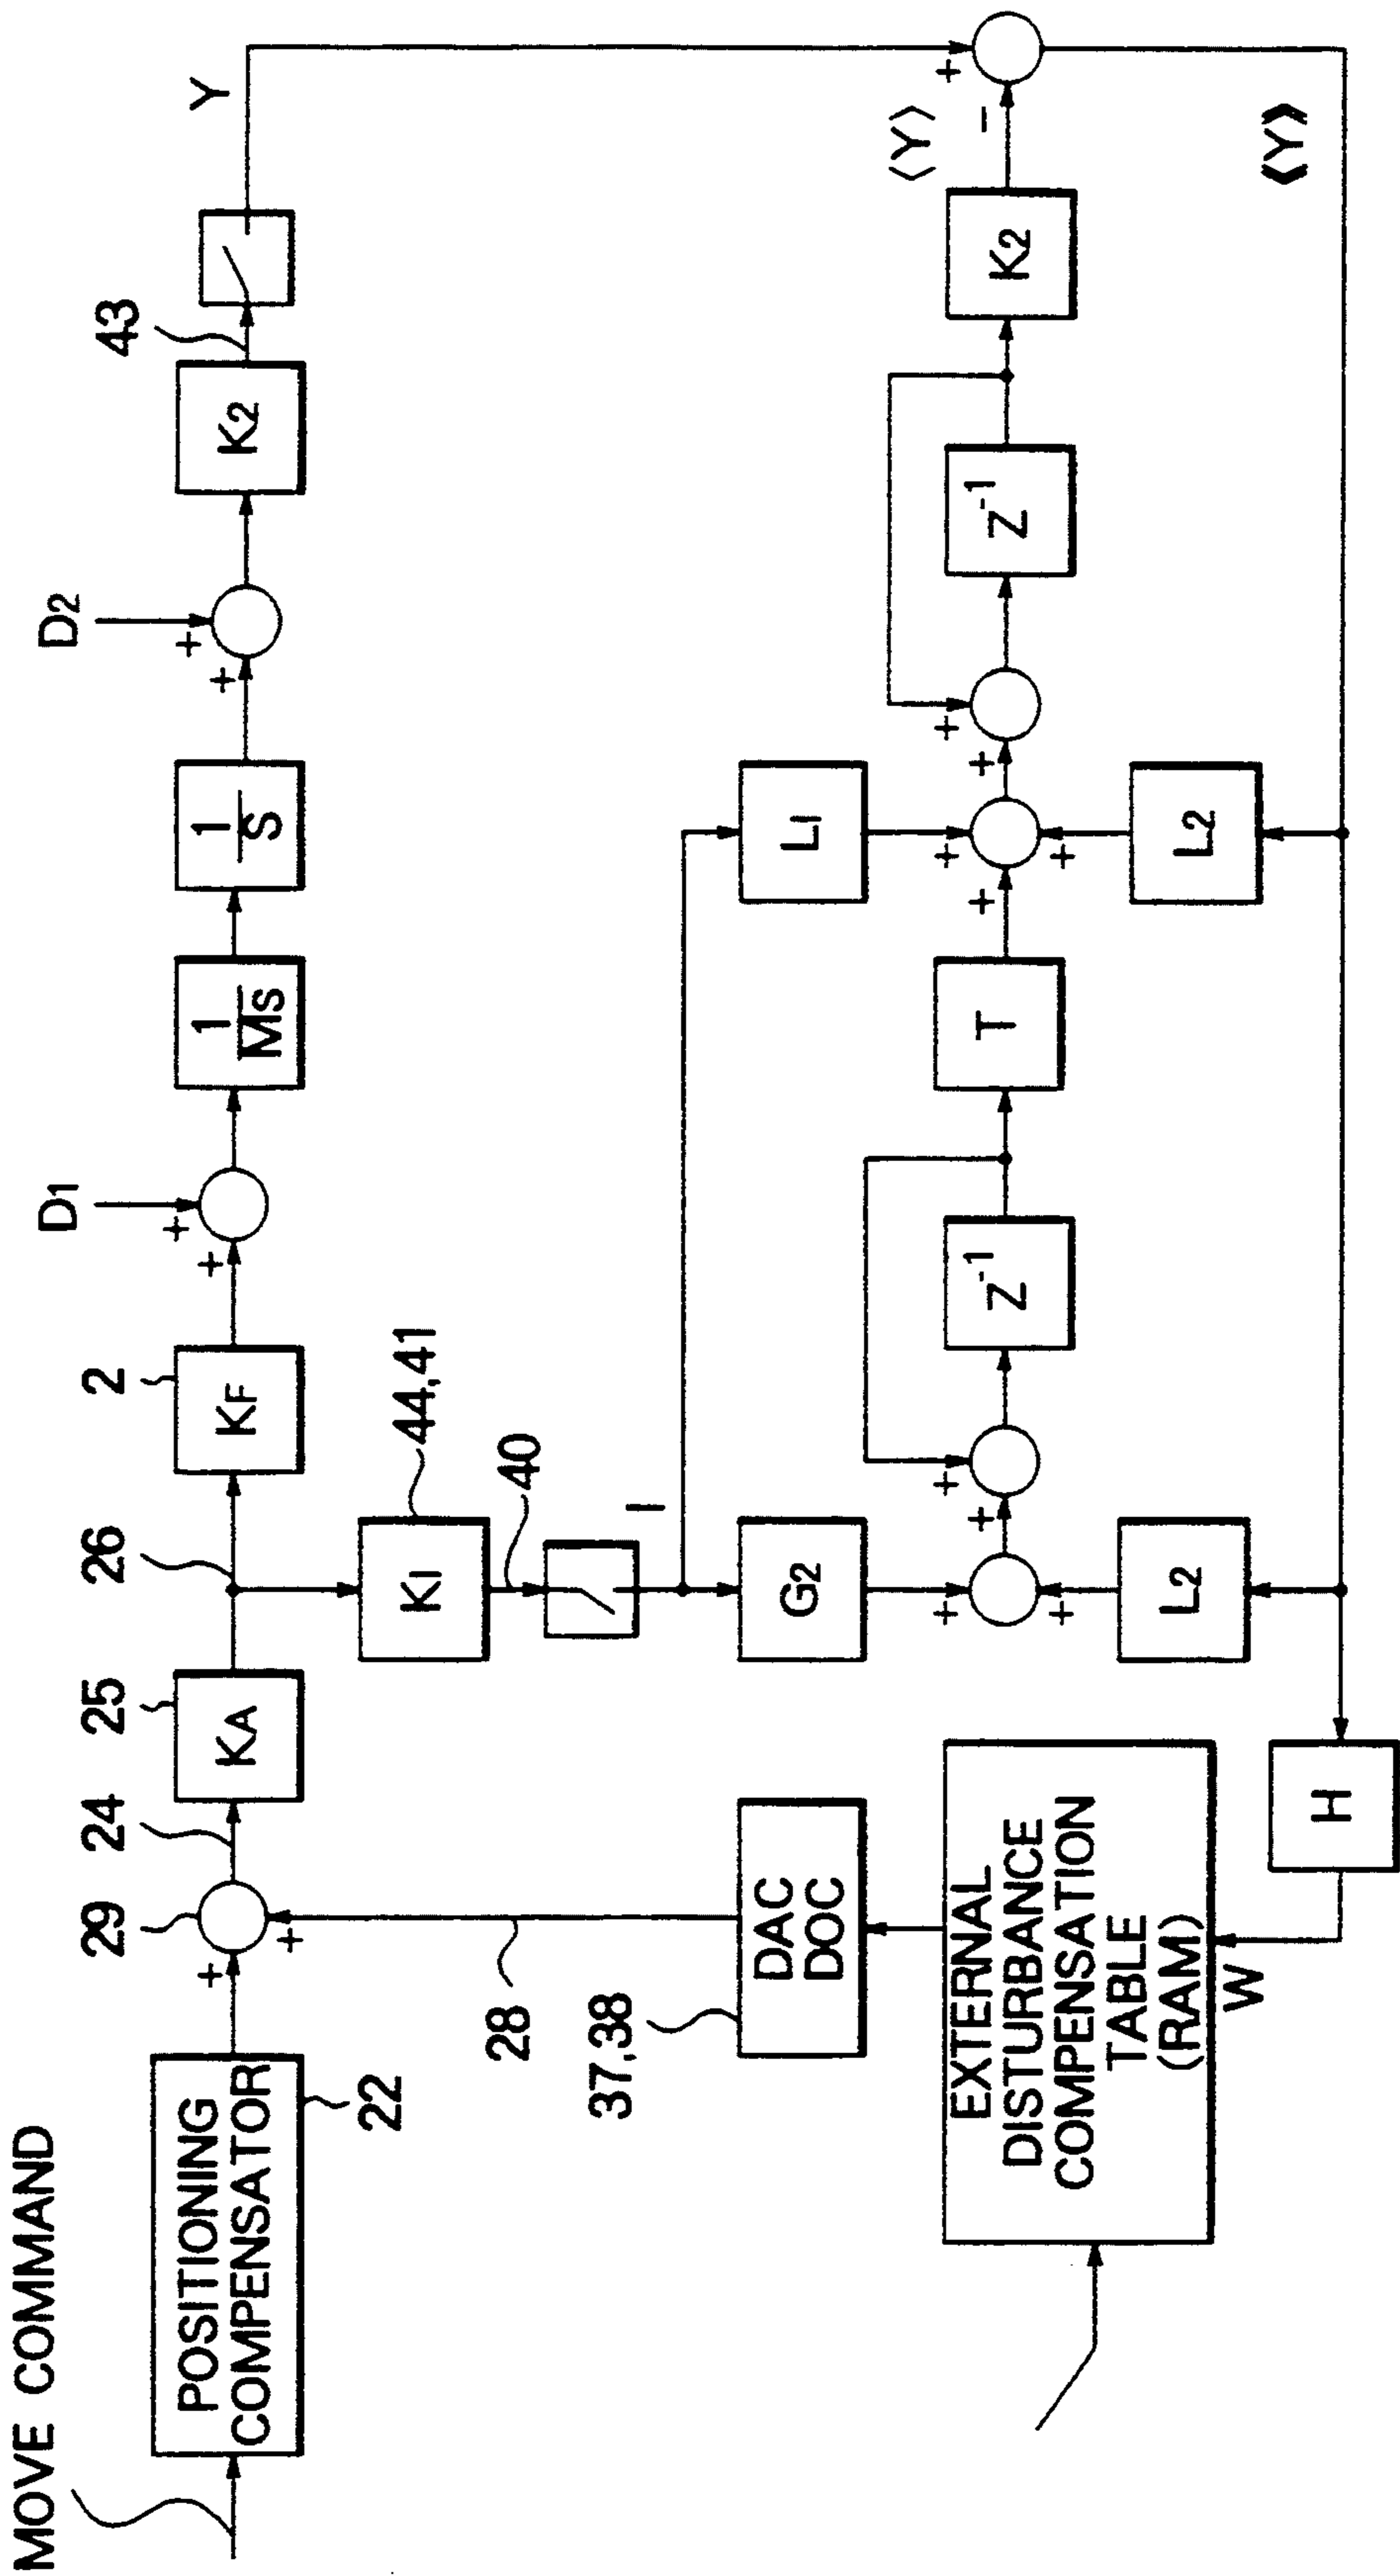 MOVE COMMAND
POSITIONING
COMPENSATOR
22
+
+
29
24
KA
25
26
KF
2
+
+
D1
1
MS
1
S
+
+
D2
K2
43
Y
KI
44,41
40
I
28
37,38
DAC
DOC
EXTERNAL
DISTURBANCE
COMPENSATION
TABLE
(RAM)
W
H
G2
+
+
L2
+
+
Z-1
T
LI
+
+
+
L2
+
+
Z-1
K2
⟨Y⟩
-
+
⟪Y⟫